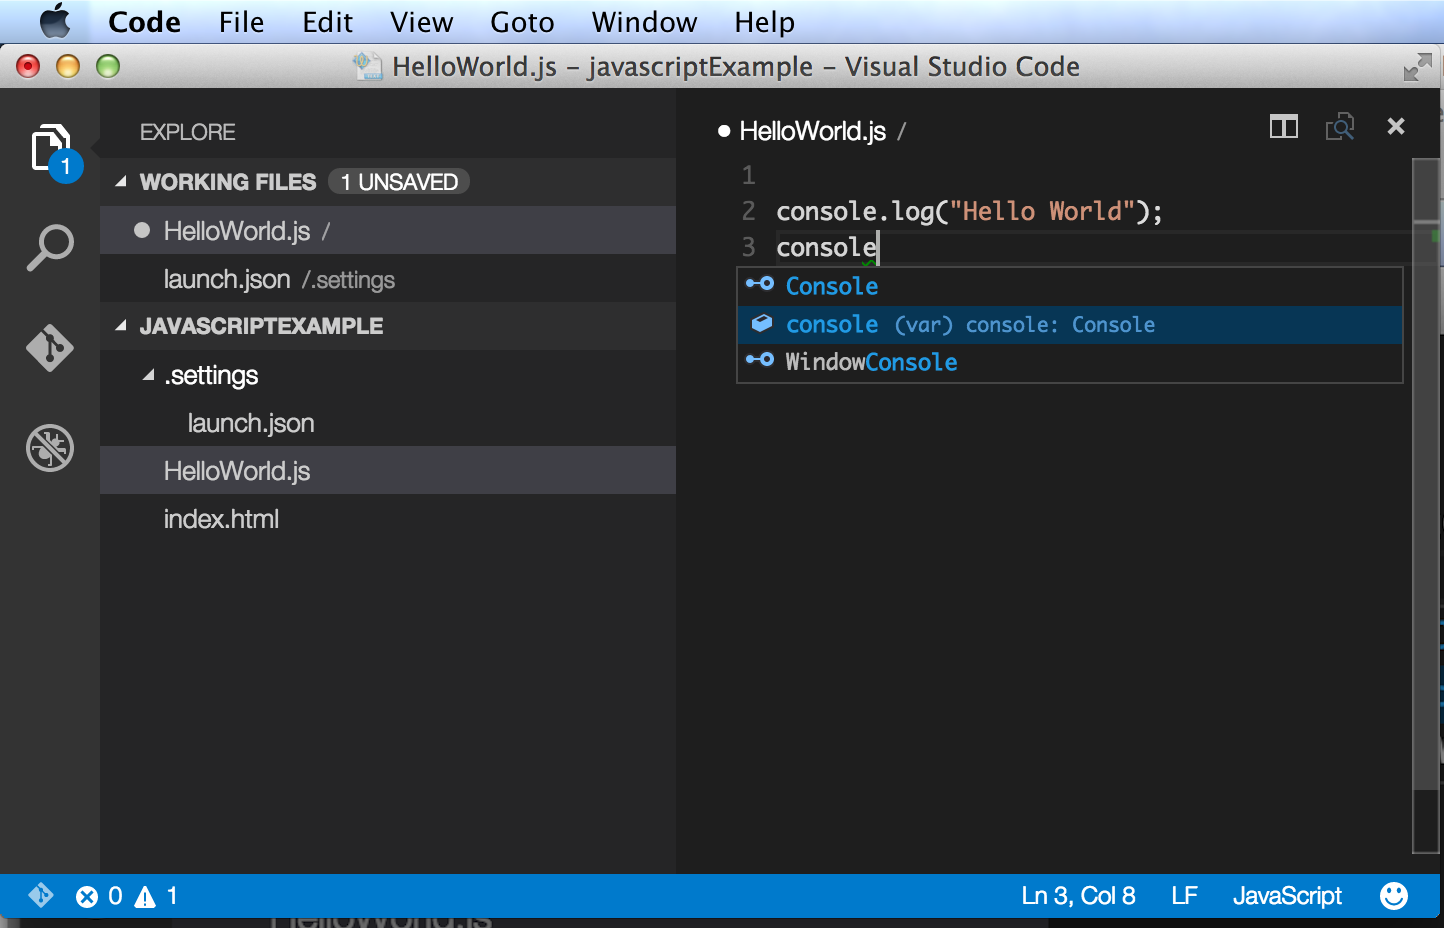 Code File Edit View Goto Window Help
HelloWorld.js – javascriptExample – Visual Studio Code
EXPLORE
1
WORKING FILES 1 UNSAVED
HelloWorld.js /
launch.json /.settings
JAVASCRIPTEXAMPLE
.settings
launch.json
HelloWorld.js
index.html
HelloWorld.js /
1
2 console.log("Hello World");
3 console
Console
console (var) console: Console
WindowConsole
0 1 Ln 3, Col 8 LF JavaScript
HelloWorld.js